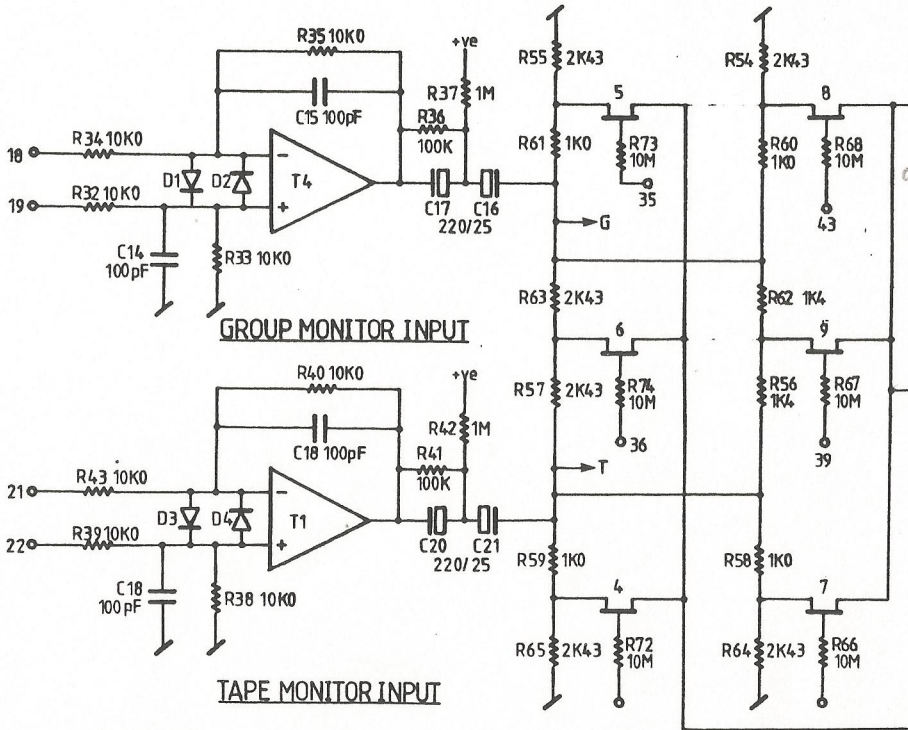 R35 10K0
C15 100pF
+ve
R37 1M
R36
100K
18
R34 10K0
D1
D2
T4
-
+
19
R32 10K0
C14
100pF
R33 10K0
C17
C16
220/25
GROUP MONITOR INPUT
R55 2K43
5
R61 1K0
R73
10M
35
G
R54 2K43
8
R60
1K0
R68
10M
43
R63 2K43
6
R57 2K43
R74
10M
36
T
R62 1K4
9
R56
1K4
R67
10M
39
R40 10K0
C18 100pF
+ve
R42 1M
R41
100K
21
R43 10K0
D3
D4
T1
-
+
22
R39 10K0
C18
100pF
R38 10K0
C20
C21
220/25
TAPE MONITOR INPUT
R59 1K0
4
R65 2K43
R72
10M
R58 1K0
7
R64 2K43
R66
10M